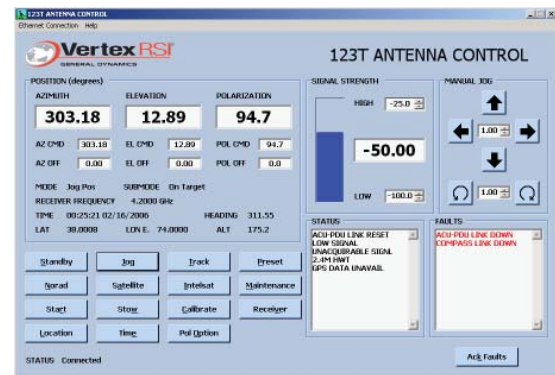 123T ANTENNA CONTROL
Ethernet Connection Help
VertexRSI
GENERAL DYNAMICS
123T ANTENNA CONTROL
POSITION (degrees)
AZIMUTH ELEVATION POLARIZATION
303.18 12.89 94.7
AZ CMD 303.18 EL CMD 12.89 POL CMD 94.7
AZ OFF 0.00 EL OFF 0.00 POL OFF 0.0
MODE Jog Pos SUBMODE On Target
RECEIVER FREQUENCY 4.2000 GHz
TIME 00:25:21 02/16/2006 HEADING 311.55
LAT 38.0000 LON E. 74.0000 ALT 175.2
SIGNAL STRENGTH
HIGH -25.0
-50.00
LOW -100.0
MANUAL JOG
1.00
1.00
STATUS
ACU-PDU LINK RESET
LOW SIGNAL
UNACQUIRABLE SIGNL
2.4M HWT
GPS DATA UNAVAIL
FAULTS
ACU-PDU LINK DOWN
COMPASS LINK DOWN
Standby Jog Track Preset
Norad Satellite Intelsat Maintenance
Start Stow Calibrate Receiver
Location Time Pol Option
STATUS Connected
Ack Faults